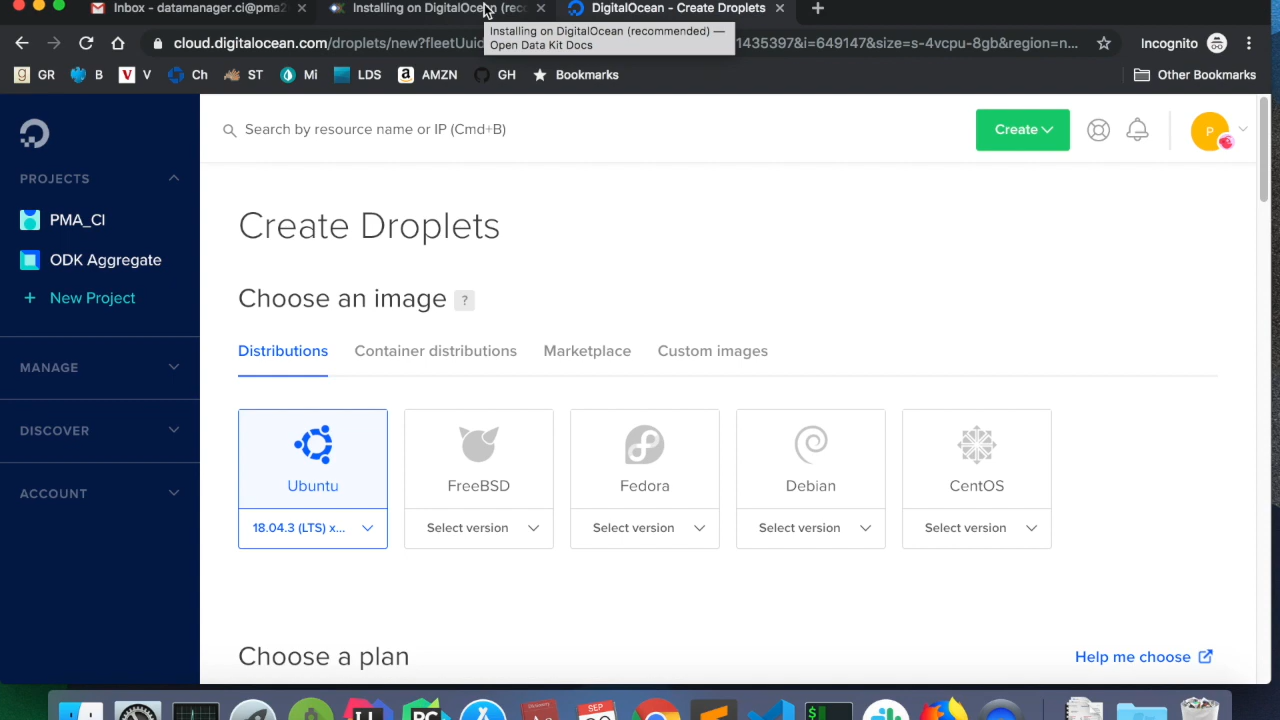 Inbox - datamanager.ci@pma2
Installing on DigitalOcean (rec
DigitalOcean - Create Droplets
Installing on DigitalOcean (recommended) —
Open Data Kit Docs
cloud.digitalocean.com/droplets/new?fleetUuid
1435397&i=649147&size=s-4vcpu-8gb&region=n...
Incognito
GR
B
V
Ch
ST
Mi
LDS
AMZN
GH
Bookmarks
Other Bookmarks
Search by resource name or IP (Cmd+B)
Create
P
PROJECTS
PMA_CI
ODK Aggregate
+ New Project
MANAGE
DISCOVER
ACCOUNT
Create Droplets
Choose an image ?
Distributions
Container distributions
Marketplace
Custom images
Ubuntu
FreeBSD
Fedora
Debian
CentOS
18.04.3 (LTS) x...
Select version
Select version
Select version
Select version
Choose a plan
Help me choose
SEP
PC